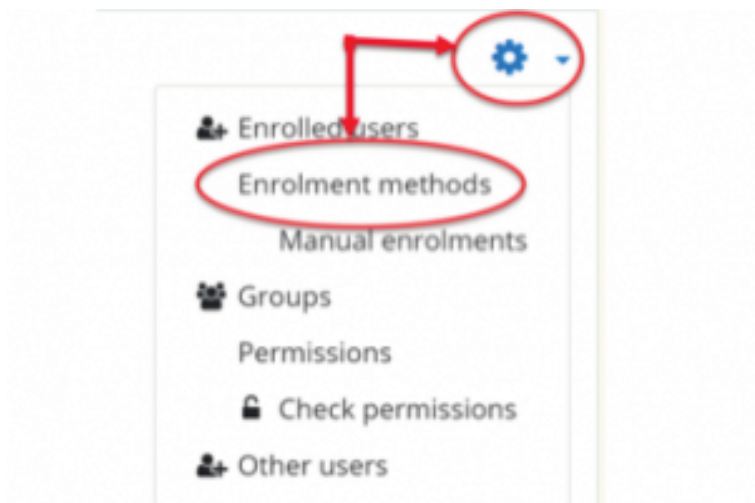 Enrolled users
Enrolment methods
Manual enrolments
Groups
Permissions
Check permissions
Other users